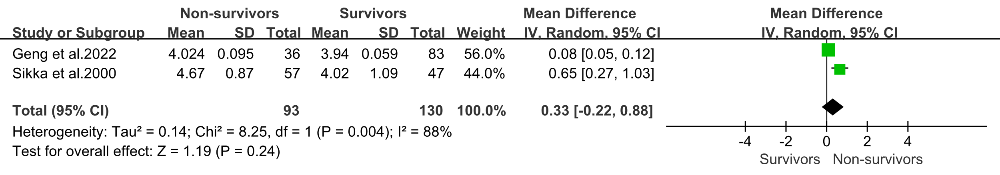 Non-survivors Survivors Mean Difference Mean Difference
Study or Subgroup Mean SD Total Mean SD Total Weight IV, Random, 95% CI IV, Random, 95% CI
Geng et al.2022 4.024 0.095 36 3.94 0.059 83 56.0% 0.08 [0.05, 0.12]
Sikka et al.2000 4.67 0.87 57 4.02 1.09 47 44.0% 0.65 [0.27, 1.03]
Total (95% CI) 93 130 100.0% 0.33 [-0.22, 0.88]
Heterogeneity: Tau² = 0.14; Chi² = 8.25, df = 1 (P = 0.004); I² = 88%
Test for overall effect: Z = 1.19 (P = 0.24)
-4 -2 0 2 4
Survivors Non-survivors